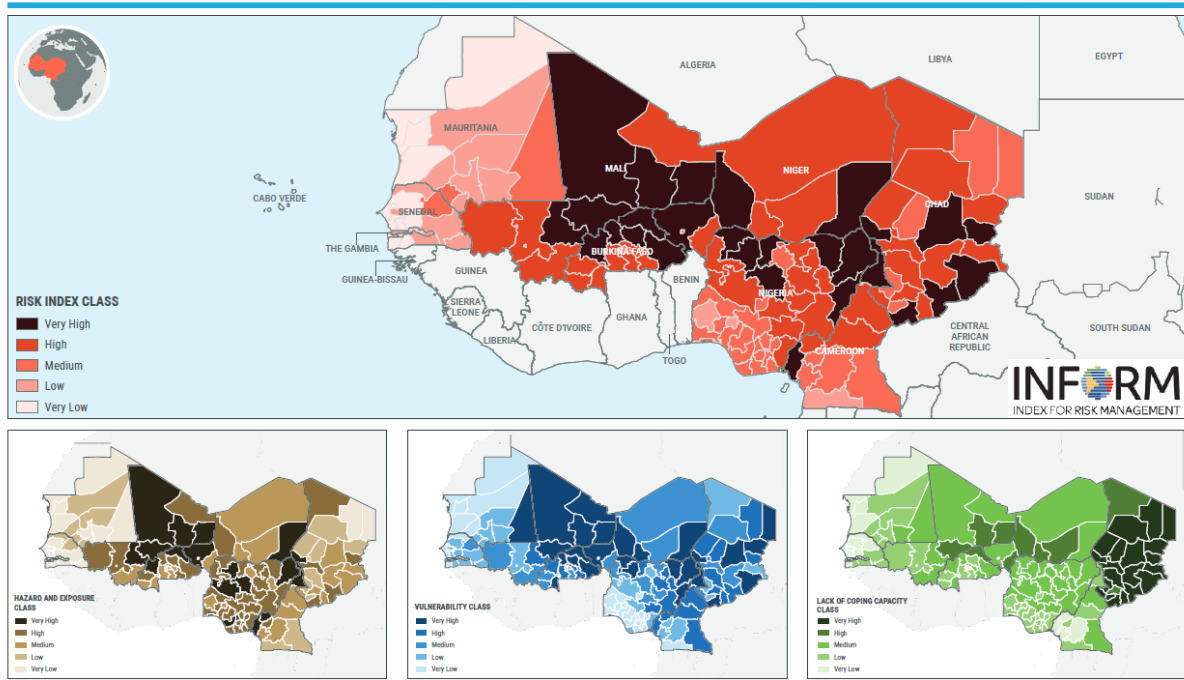 ALGERIA
LIBYA
EGYPT
MAURITANIA
MALI
NIGER
CHAD
SUDAN
CABO VERDE
SENEGAL
THE GAMBIA
GUINEA-BISSAU
GUINEA
BURKINA FASO
BENIN
NIGERIA
SIERRA
LEONE
LIBERIA
CÔTE D'IVOIRE
GHANA
TOGO
CAMEROON
CENTRAL
AFRICAN
REPUBLIC
SOUTH SUDAN
RISK INDEX CLASS
Very High
High
Medium
Low
Very Low
INFORM
INDEX FOR RISK MANAGEMENT
HAZARD AND EXPOSURE
CLASS
Very High
High
Medium
Low
Very Low
VULNERABILITY CLASS
Very High
High
Medium
Low
Very Low
LACK OF COPING CAPACITY
CLASS
Very High
High
Medium
Low
Very Low